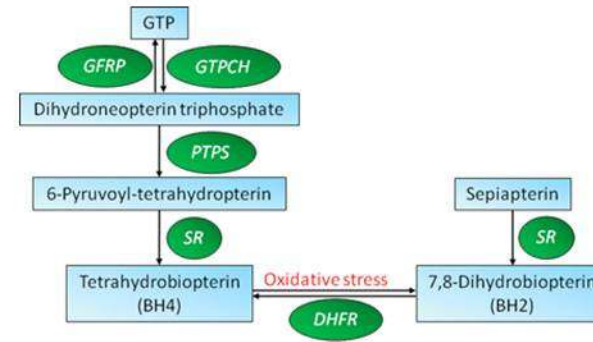 GTP
GFRP
GTPCH
Dihydroneopterin triphosphate
PTPS
6-Pyruvoyl-tetrahydropterin
Sepiapterin
SR
SR
Tetrahydrobiopterin
(BH4)
Oxidative stress
7,8-Dihydrobiopterin
(BH2)
DHFR